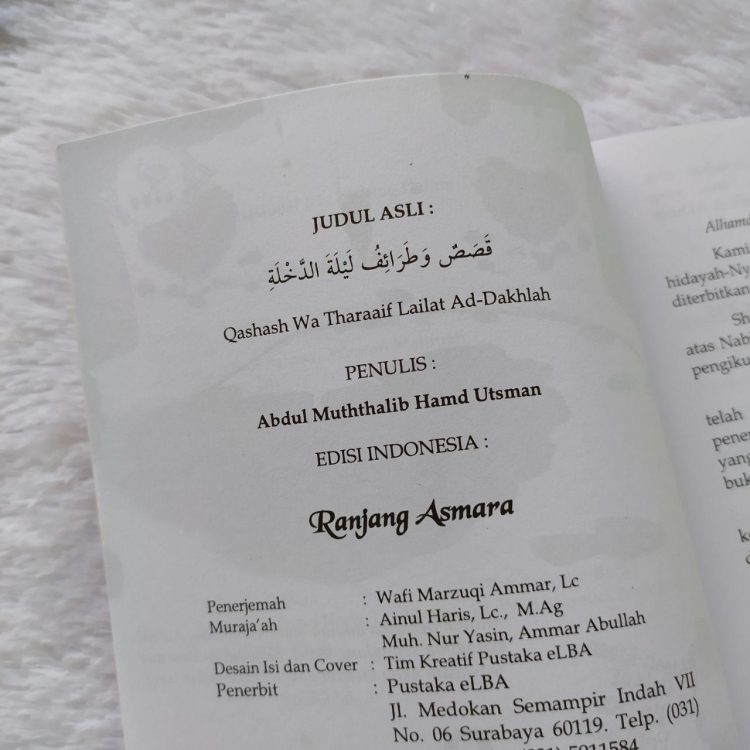 JUDUL ASLI :
قَصَصٌ وَطَرَائِفُ لَيْلَةَ الدَّخْلَةِ
Qashash Wa Tharaaif Lailat Ad-Dakhlah
PENULIS :
Abdul Muththalib Hamd Utsman
EDISI INDONESIA :
Ranjang Asmara
Penerjemah : Wafi Marzuqi Ammar, Lc
Muraja'ah : Ainul Haris, Lc., M.Ag
Muh. Nur Yasin, Ammar Abullah
Desain Isi dan Cover : Tim Kreatif Pustaka eLBA
Penerbit : Pustaka eLBA
Jl. Medokan Semampir Indah VII
No. 06 Surabaya 60119. Telp. (031)
5911584
Kami
hidayah-Ny
diterbitkan
Sh
atas Nab
pengiku
telah
pener
yang
buk